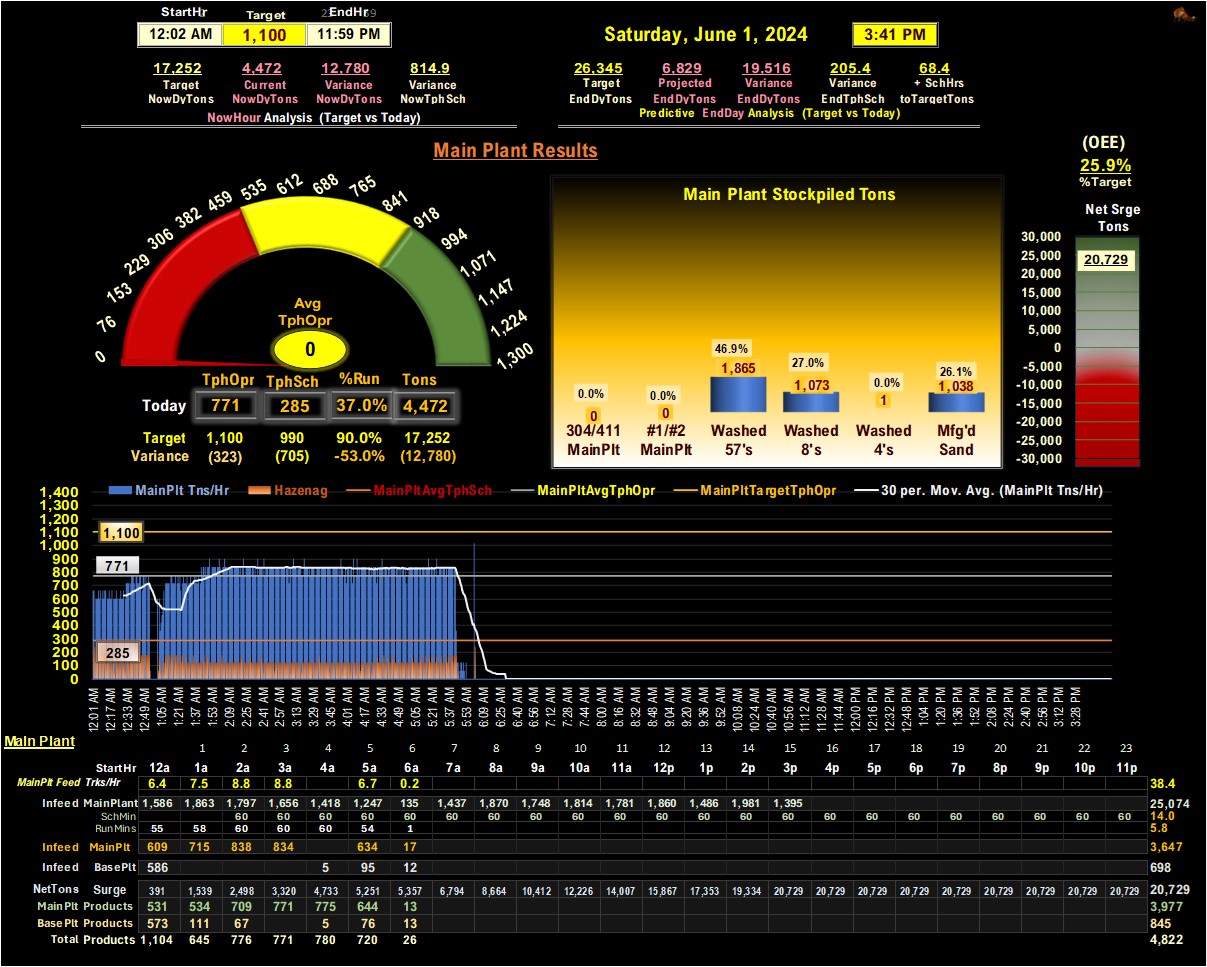 StartHr Target EndHr
12:02 AM 1,100 11:59 PM
Saturday, June 1, 2024 3:41 PM
17,252 4,472 12,780 814.9
Target Current Variance Variance
NowDyTons NowDyTons NowDyTons NowTphSch
NowHour Analysis (Target vs Today)
26,345 6,829 19,516 205.4 68.4
Target Projected Variance Variance + SchHrs
EndDyTons EndDyTons EndDyTons EndTphSch toTargetTons
Predictive EndDay Analysis (Target vs Today)
Main Plant Results
(OEE)
25.9%
%Target
Net Srge
Tons
0 76 153 229 306 382 459 535 612 688 765 841 918 994 1,071 1,147 1,224 1,300
Avg
TphOpr
0
TphOpr TphSch %Run Tons
Today 771 285 37.0% 4,472
Target 1,100 990 90.0% 17,252
Variance (323) (705) -53.0% (12,780)
Main Plant Stockpiled Tons
0.0% 0.0% 46.9% 27.0% 0.0% 26.1%
0 0 1,865 1,073 1 1,038
304/411 #1/#2 Washed Washed Washed Mfg'd
MainPlt MainPlt 57's 8's 4's Sand
30,000
25,000
20,729
20,000
15,000
10,000
5,000
0
-5,000
-10,000
-15,000
-20,000
-25,000
-30,000
MainPlt Tns/Hr Hazenag MainPltAvgTphSch MainPltAvgTphOpr MainPltTargetTphOpr 30 per. Mov. Avg. (MainPlt Tns/Hr)
1,400
1,300
1,200
1,100
1,000
900
800
700
600
500
400
300
200
100
0
1,100
771
285
12:01 AM 12:17 AM 12:33 AM 12:49 AM 1:05 AM 1:21 AM 1:37 AM 1:53 AM 2:09 AM 2:25 AM 2:41 AM 2:57 AM 3:13 AM 3:29 AM 3:45 AM 4:01 AM 4:17 AM 4:33 AM 4:49 AM 5:05 AM 5:21 AM 5:37 AM 5:53 AM 6:09 AM 6:25 AM 6:40 AM 6:56 AM 7:12 AM 7:28 AM 7:44 AM 8:00 AM 8:16 AM 8:32 AM 8:48 AM 9:04 AM 9:20 AM 9:36 AM 9:52 AM 10:08 AM 10:24 AM 10:40 AM 10:56 AM 11:12 AM 11:28 AM 11:44 AM 12:00 PM 12:16 PM 12:32 PM 12:48 PM 1:04 PM 1:20 PM 1:36 PM 1:52 PM 2:08 PM 2:24 PM 2:40 PM 2:56 PM 3:12 PM 3:28 PM
Main Plant
1 2 3 4 5 6 7 8 9 10 11 12 13 14 15 16 17 18 19 20 21 22 23
StartHr 12a 1a 2a 3a 4a 5a 6a 7a 8a 9a 10a 11a 12p 1p 2p 3p 4p 5p 6p 7p 8p 9p 10p 11p
MainPlt Feed Trks/Hr 6.4 7.5 8.8 8.8 6.7 0.2 38.4
Infeed MainPlant 1,586 1,863 1,797 1,656 1,418 1,247 135 1,437 1,870 1,748 1,814 1,781 1,860 1,486 1,981 1,395 25,074
SchMin 60 60 60 60 60 60 60 60 60 60 60 60 60 60 60 60 60 60 60 60 60 60 14.0
RunMins 55 58 60 60 60 54 1 5.8
Infeed MainPlt 609 715 838 834 634 17 3,647
Infeed BasePlt 586 5 95 12 698
NetTons Surge 391 1,539 2,498 3,320 4,733 5,251 5,357 6,794 8,664 10,412 12,226 14,007 15,867 17,353 19,334 20,729 20,729 20,729 20,729 20,729 20,729 20,729 20,729 20,729 20,729
MainPlt Products 531 534 709 771 775 644 13 3,977
BasePlt Products 573 111 67 5 76 13 845
Total Products 1,104 645 776 771 780 720 26 4,822